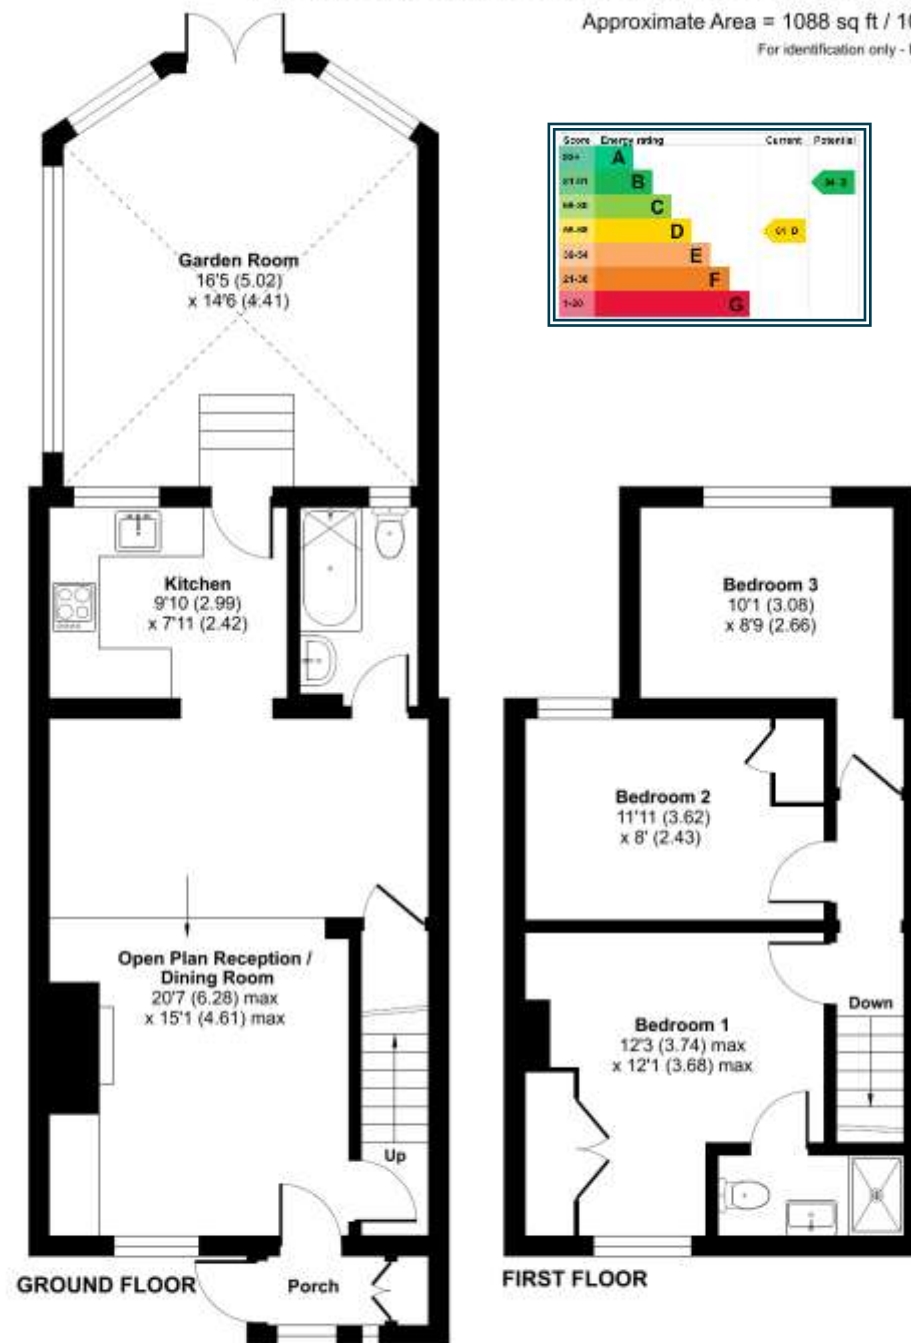 Approximate Area = 1088 sq ft / 10
For identification only -
Score Energy rating Current Potential
A
B
C
D
E
F
G
1-20
Garden Room
16'5 (5.02)
x 14'6 (4.41)
Kitchen
9'10 (2.99)
x 7'11 (2.42)
Open Plan Reception /
Dining Room
20'7 (6.28) max
x 15'1 (4.61) max
Up
Porch
GROUND FLOOR
Bedroom 3
10'1 (3.08)
x 8'9 (2.66)
Bedroom 2
11'11 (3.62)
x 8' (2.43)
Bedroom 1
12'3 (3.74) max
x 12'1 (3.68) max
Down
FIRST FLOOR